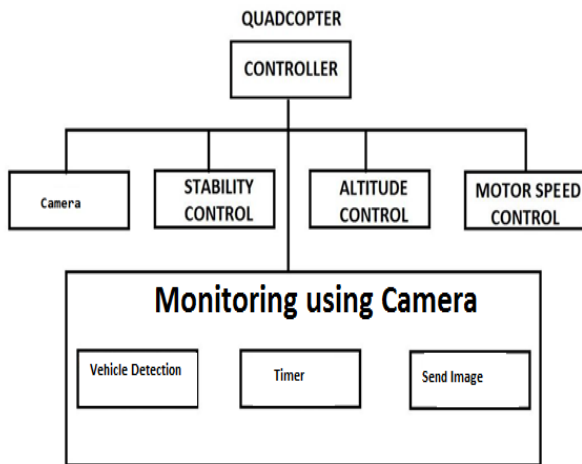 QUADCOPTER
CONTROLLER
Camera
STABILITY
CONTROL
ALTITUDE
CONTROL
MOTOR SPEED
CONTROL
Monitoring using Camera
Vehicle Detection
Timer
Send Image